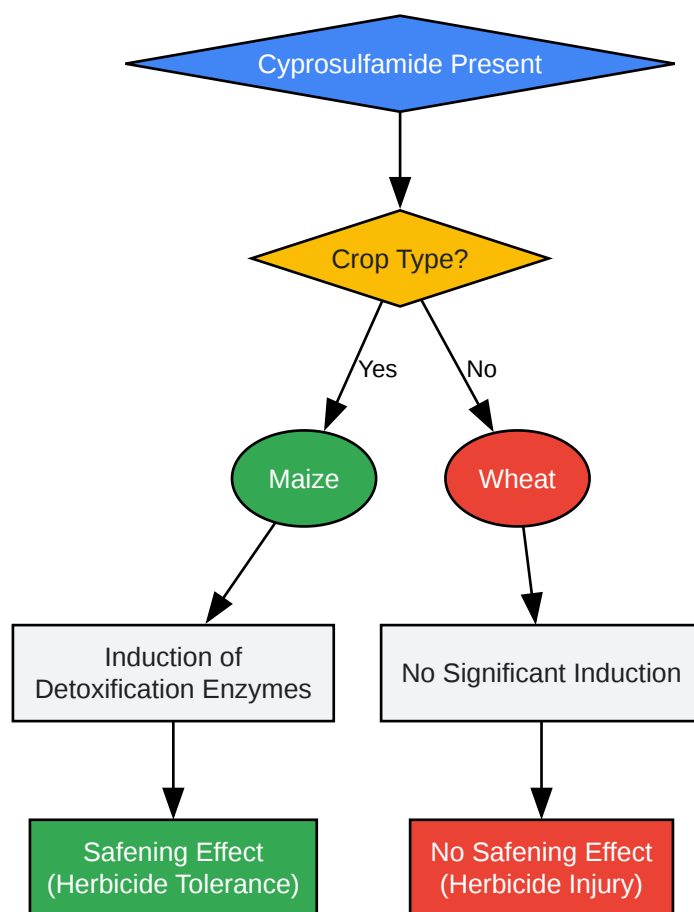 Cyprosulfamide Present
Crop Type?
Yes
No
Maize
Wheat
Induction of
Detoxification Enzymes
No Significant Induction
Safening Effect
(Herbicide Tolerance)
No Safening Effect
(Herbicide Injury)